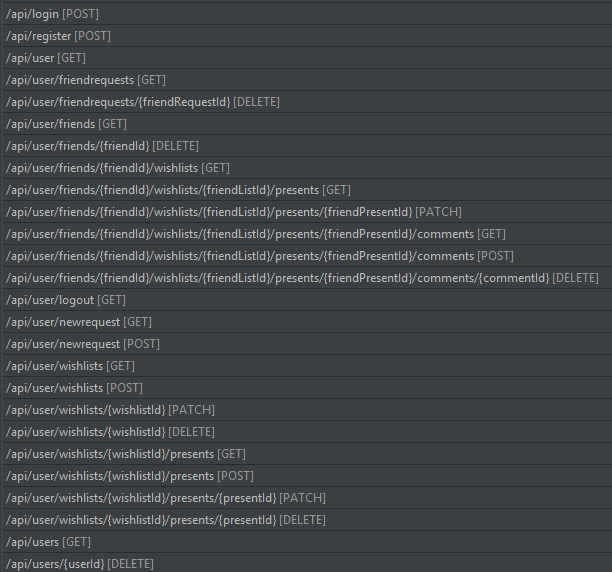 /api/login [POST]
/api/register [POST]
/api/user [GET]
/api/user/friendrequests [GET]
/api/user/friendrequests/{friendRequestId} [DELETE]
/api/user/friends [GET]
/api/user/friends/{friendId} [DELETE]
/api/user/friends/{friendId}/wishlists [GET]
/api/user/friends/{friendId}/wishlists/{friendListId}/presents [GET]
/api/user/friends/{friendId}/wishlists/{friendListId}/presents/{friendPresentId} [PATCH]
/api/user/friends/{friendId}/wishlists/{friendListId}/presents/{friendPresentId}/comments [GET]
/api/user/friends/{friendId}/wishlists/{friendListId}/presents/{friendPresentId}/comments [POST]
/api/user/friends/{friendId}/wishlists/{friendListId}/presents/{friendPresentId}/comments/{commentId} [DELETE]
/api/user/logout [GET]
/api/user/newrequest [GET]
/api/user/newrequest [POST]
/api/user/wishlists [GET]
/api/user/wishlists [POST]
/api/user/wishlists/{wishlistId} [PATCH]
/api/user/wishlists/{wishlistId} [DELETE]
/api/user/wishlists/{wishlistId}/presents [GET]
/api/user/wishlists/{wishlistId}/presents [POST]
/api/user/wishlists/{wishlistId}/presents/{presentId} [PATCH]
/api/user/wishlists/{wishlistId}/presents/{presentId} [DELETE]
/api/users [GET]
/api/users/{userId} [DELETE]